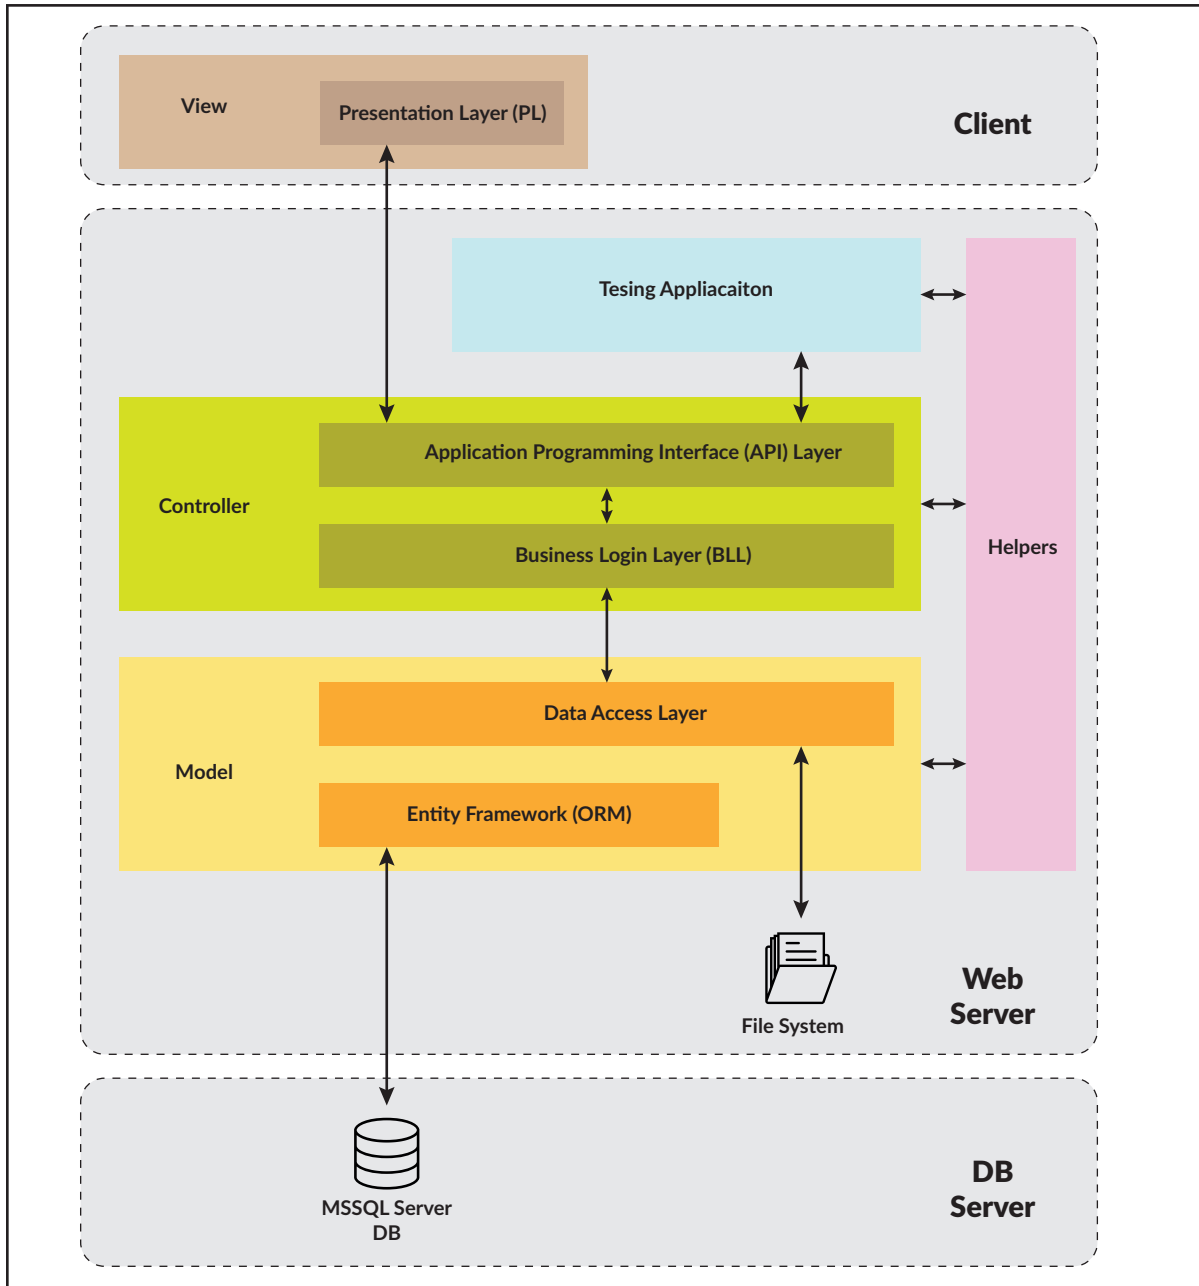 View
Presentation Layer (PL)
Client
Tesing Appliacaiton
Application Programming Interface (API) Layer
Controller
Business Login Layer (BLL)
Helpers
Data Access Layer
Model
Entity Framework (ORM)
File System
Web
Server
MSSQL Server
DB
DB
Server